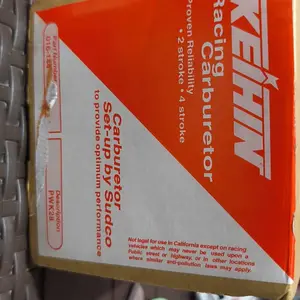 KEIHIN
Racing
Carburetor
Proven Reliability
• 2 stroke • 4 stroke
Carburetor
Set-up by Sudco
to provide optimum performance
Not legal for use in California except on racing
vehicles which may never be used upon a
Public street or highway, or in other locations
where similar anti-pollution laws may apply.
Part Number:
Description:
PWK28